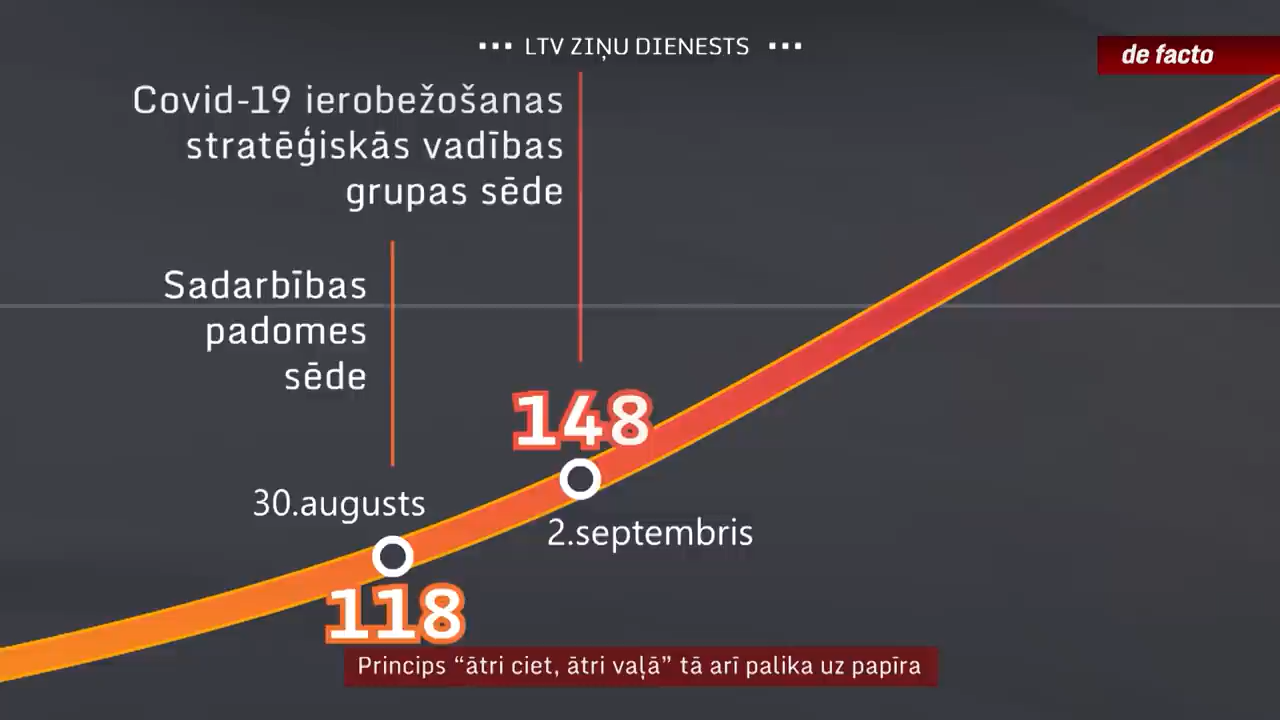 LTV ZIŅU DIENESTS
de facto
Covid-19 ierobežošanas
stratēģiskās vadības
grupas sēde
Sadarbības
padomes
sēde
148
30.augusts
2.septembris
118
Princips “ātri ciet, ātri vaļā” tā arī palika uz papīra